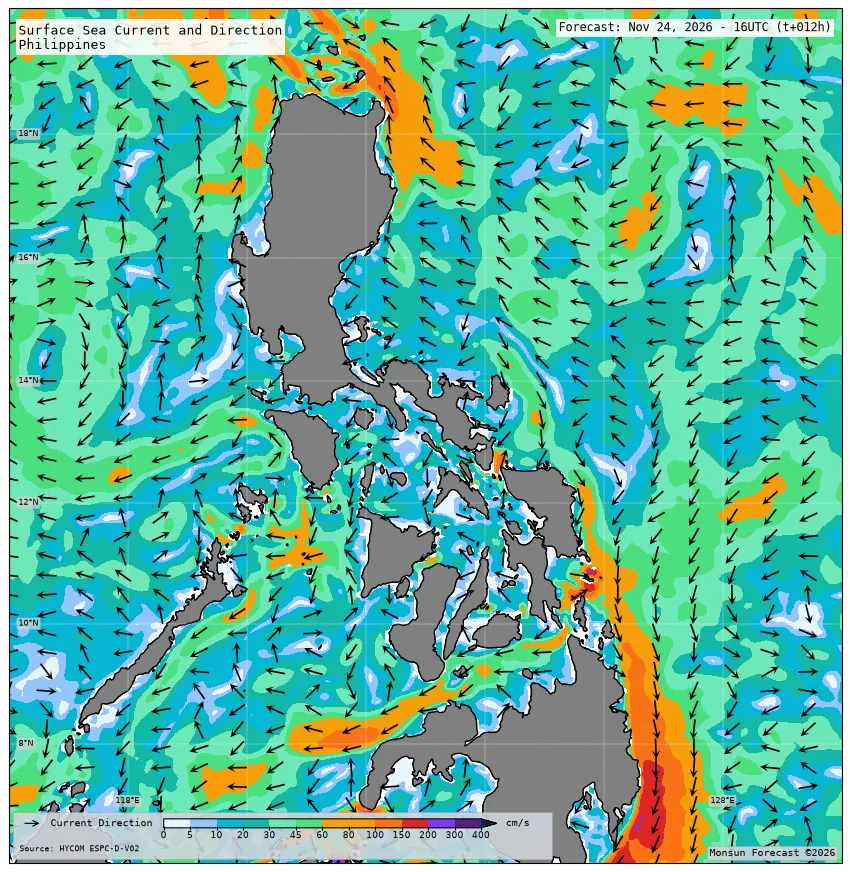 Surface Sea Current and Direction
Philippines
Forecast: Nov 24, 2026 - 16UTC (t+012h)
18°N
16°N
14°N
12°N
10°N
8°N
118°E
128°E
Current Direction
0 5 10 20 30 45 60 80 100 150 200 300 400
cm/s
Source: HYCOM ESPC-D-V02
Monsun Forecast ©2026